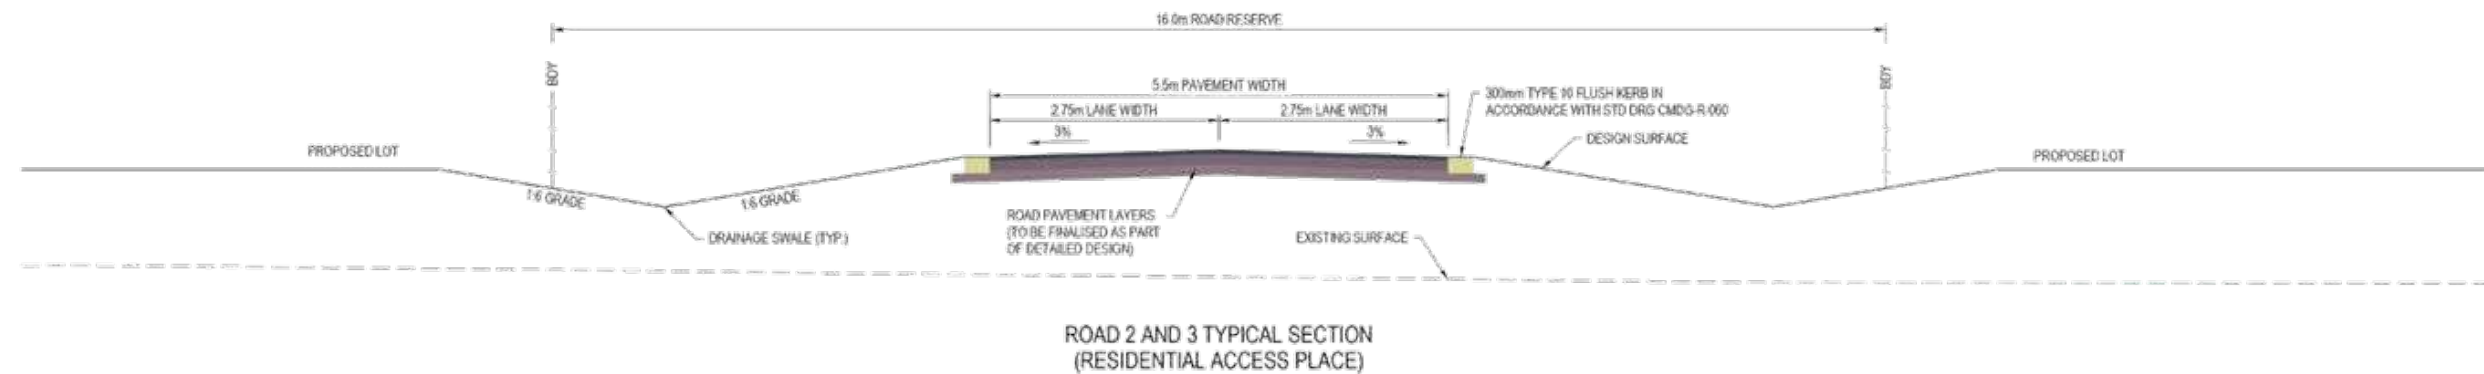 16.0m ROAD RESERVE
BDY
BDY
5.5m PAVEMENT WIDTH
2.75m LANE WIDTH
2.75m LANE WIDTH
3%
3%
300mm TYPE 10 FLUSH KERB IN
ACCORDANCE WITH STD DRG CMDG-R-060
DESIGN SURFACE
PROPOSED LOT
PROPOSED LOT
1:6 GRADE
1:6 GRADE
DRAINAGE SWALE (TYP.)
ROAD PAVEMENT LAYERS
(TO BE FINALISED AS PART
OF DETAILED DESIGN)
EXISTING SURFACE
ROAD 2 AND 3 TYPICAL SECTION
(RESIDENTIAL ACCESS PLACE)